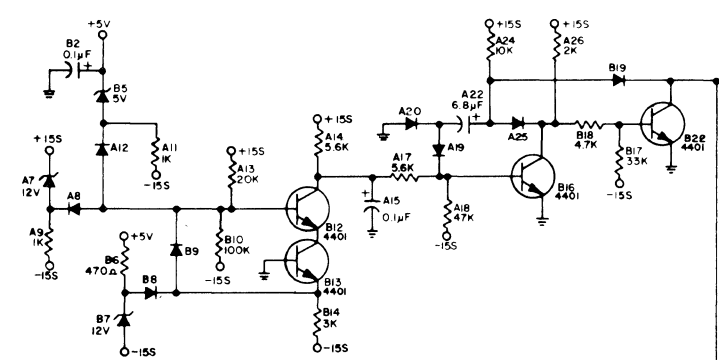 +5V
B2
0.1µF
+
B5
5V
A12
A11
1K
-15S
+15S
A7
12V
A8
A9
1K
-15S
+5V
B6
470Ω
B7
12V
-15S
B8
B9
+15S
A13
20K
B10
100K
-15S
+15S
A14
5.6K
B12
4401
B13
4401
B14
3K
-15S
A17
5.6K
+
A15
0.1µF
A20
A22
6.8µF
+
A19
A18
47K
-15S
+15S
A24
10K
A25
+15S
A26
2K
B16
4401
B18
4.7K
B19
B17
33K
-15S
B22
4401